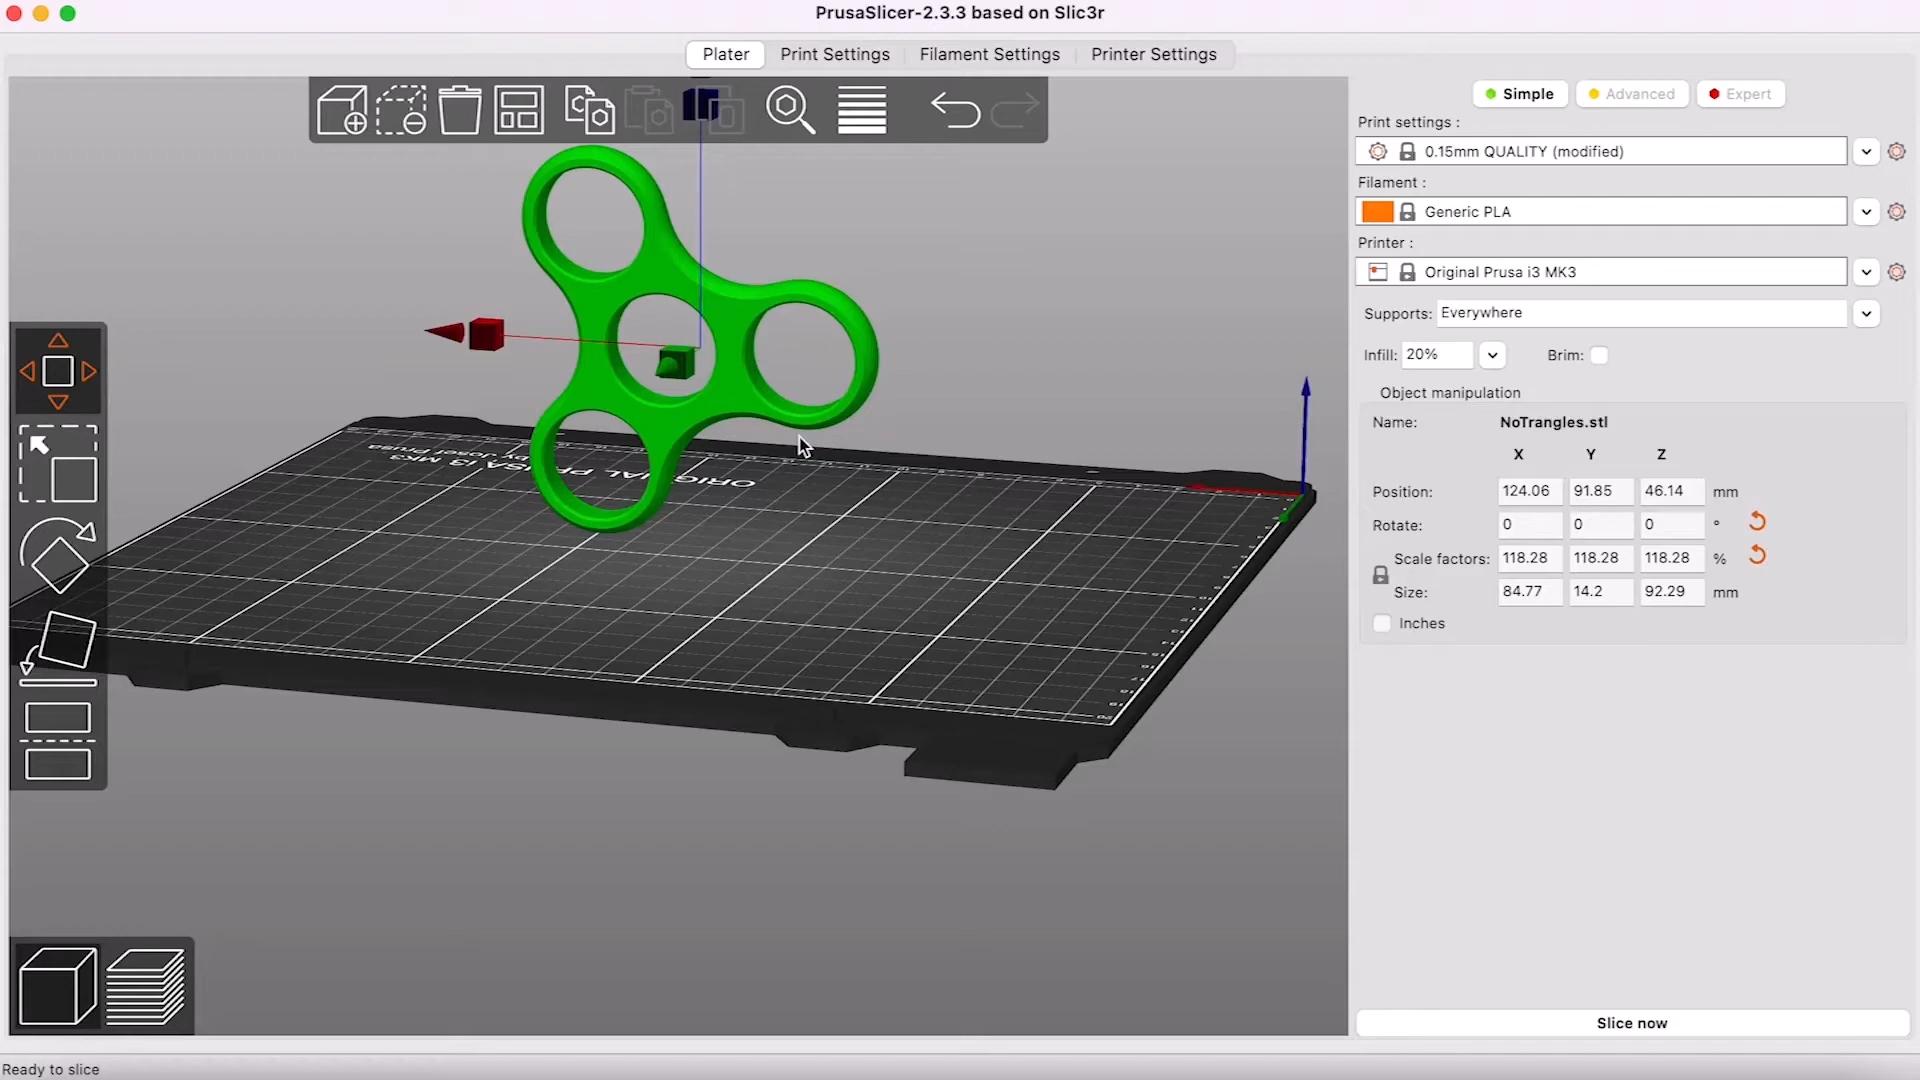 PrusaSlicer-2.3.3 based on Slic3r
Plater
Print Settings
Filament Settings
Printer Settings
Simple
Advanced
Expert
Print settings :
0.15mm QUALITY (modified)
Filament :
Generic PLA
Printer :
Original Prusa i3 MK3
Supports: Everywhere
Infill: 20%
Brim:
Object manipulation
Name: NoTrangles.stl
X Y Z
Position: 124.06 91.85 46.14 mm
Rotate: 0 0 0 °
Scale factors: 118.28 118.28 118.28 %
Size: 84.77 14.2 92.29 mm
Inches
by Josef Prusa
Slice now
Ready to slice